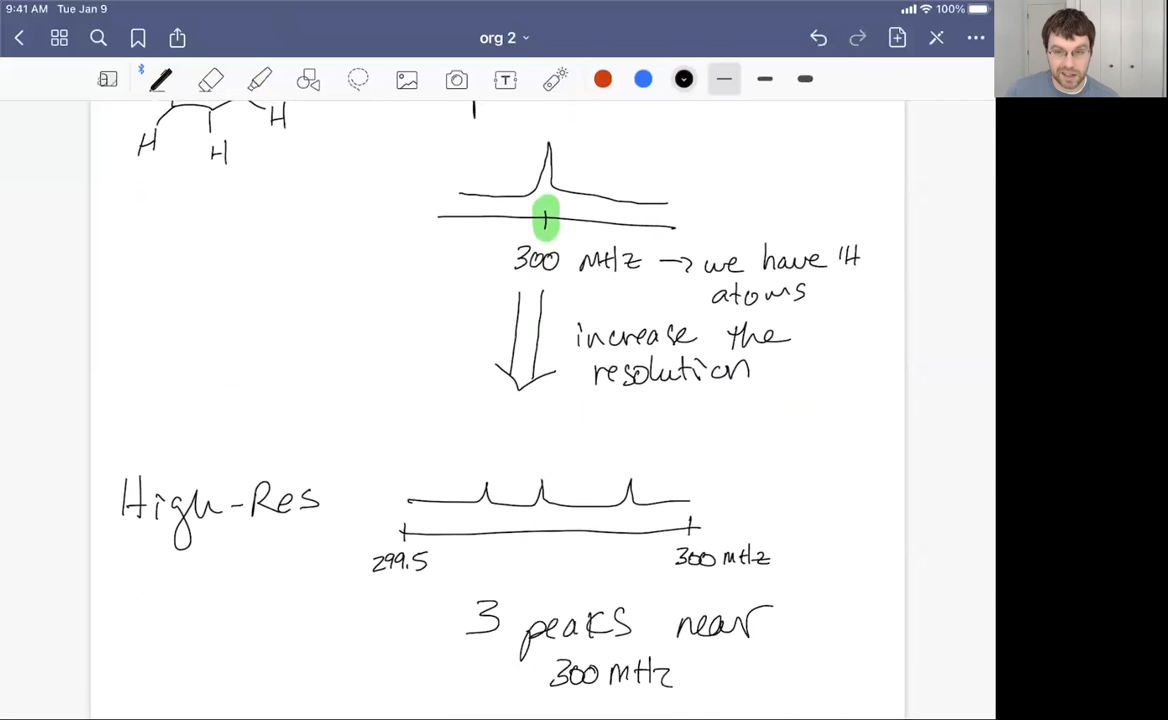 9:41 AM Tue Jan 9
100%
org 2
T
H
H
H
300 MHz → we have ¹H
atoms
increase the
resolution
High-Res
299.5
300 MHz
3 peaks near
300 MHz